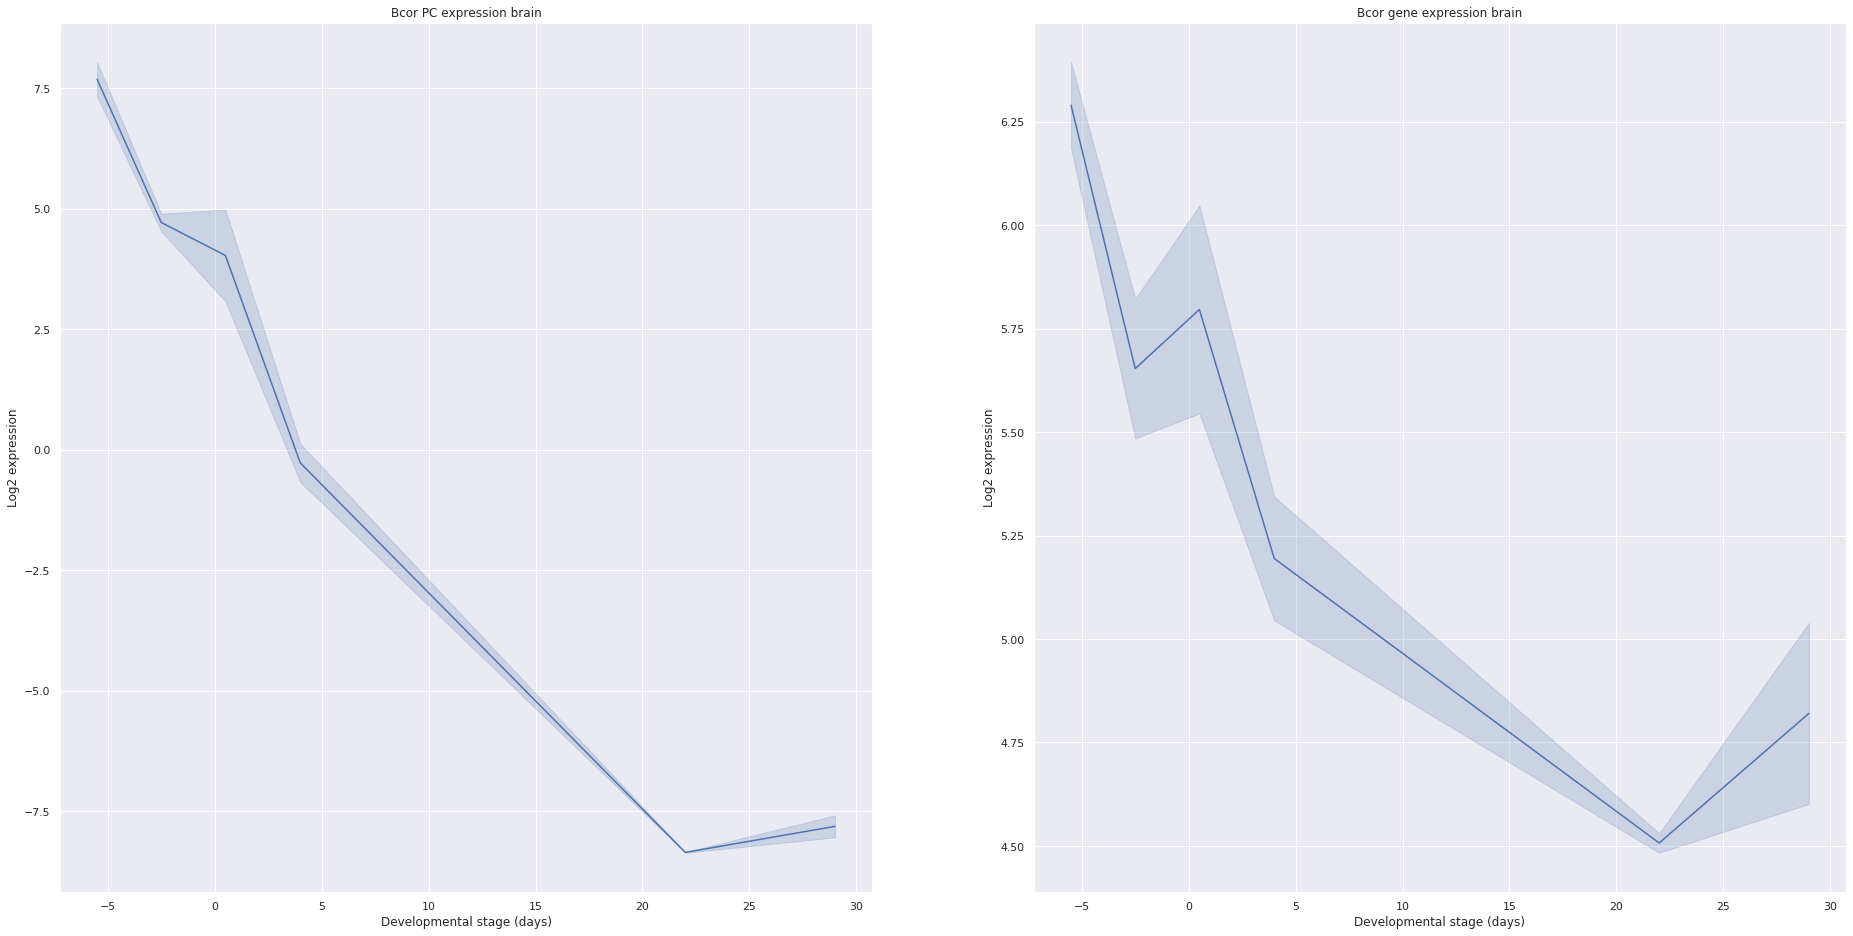 Bcor PC expression brain
Log2 expression
7.5
5.0
2.5
0.0
−2.5
−5.0
−7.5
−5 0 5 10 15 20 25 30
Developmental stage (days)
Bcor gene expression brain
Log2 expression
6.25
6.00
5.75
5.50
5.25
5.00
4.75
4.50
−5 0 5 10 15 20 25 30
Developmental stage (days)